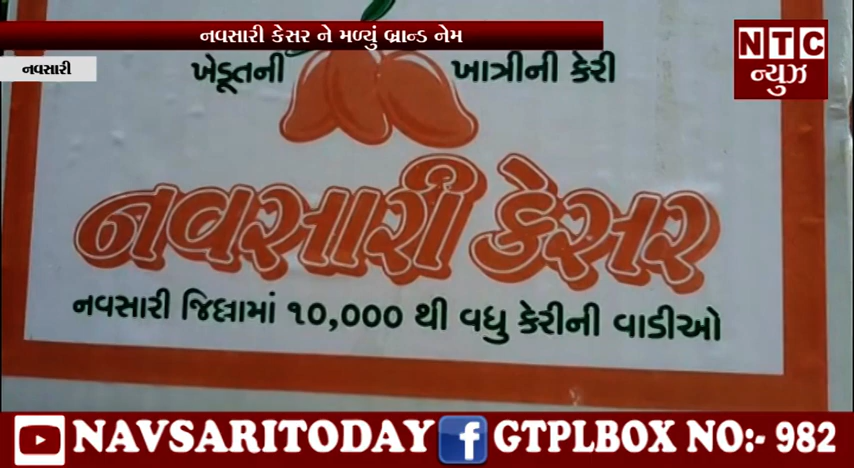 નવસારી કેસર ને મળ્યું બ્રાન્ડ નેમ
નવસારી
NTC
ન્યુઝ
ખેડૂતની ખાત્રીની કેરી
નવસારી કેસર
નવસારી જિલ્લામાં ૧૦,૦૦૦ થી વધુ કેરીની વાડીઓ
NAVSARITODAY f GTPLBOX NO:- 982